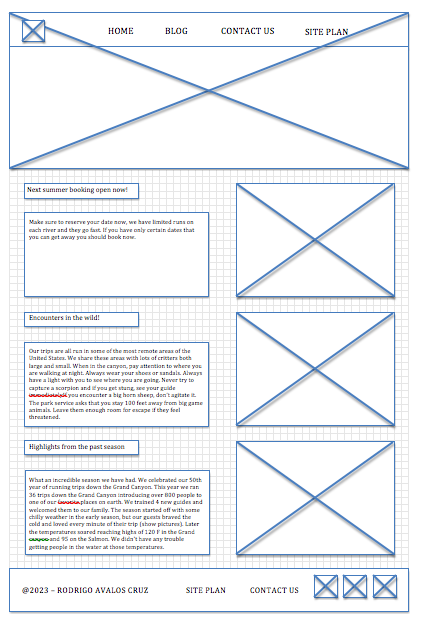 HOME BLOG CONTACT US SITE PLAN
Next summer booking open now!
Make sure to reserve your date now, we have limited runs on
each river and they go fast. If you have only certain dates that
you can get away you should book now.
Encounters in the wild!
Our trips are all run in some of the most remote areas of the
United States. We share these areas with lots of critters both
large and small. When in the canyon, pay attention to where you
are walking at night. Always wear your shoes or sandals. Always
have a light with you to see where you are going. Never try to
capture a scorpion and if you get stung, see your guide
you encounter a big horn sheep, don't agitate it.
The park service asks that you stay 100 feet away from big game
animals. Leave them enough room for escape if they feel
threatened.
Highlights from the past season
What an incredible season we have had. We celebrated our 50th
year of running trips down the Grand Canyon. This year we ran
36 trips down the Grand Canyon introducing over 800 people to
one of our places on earth. We trained 4 new guides and
welcomed them to our family. The season started off with some
chilly weather in the early season, but our guests braved the
cold and loved every minute of their trip (show pictures), Later
the temperatures soared reaching highs of 120 F in the Grand
and 95 on the Salmon. We didn't have any trouble
getting people in the water at those temperatures.
@2023 – RODRIGO AVALOS CRUZ SITE PLAN CONTACT US